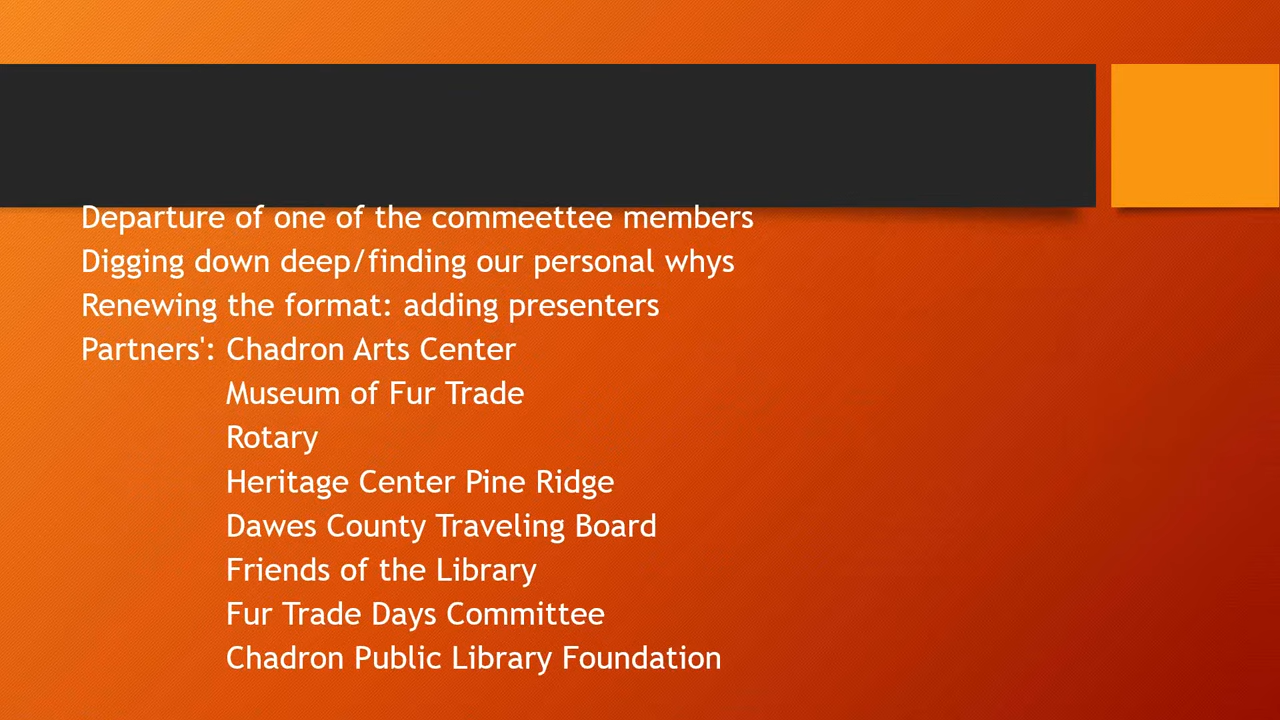 Departure of one of the commeettee members
Digging down deep/finding our personal whys
Renewing the format: adding presenters
Partners': Chadron Arts Center
Museum of Fur Trade
Rotary
Heritage Center Pine Ridge
Dawes County Traveling Board
Friends of the Library
Fur Trade Days Committee
Chadron Public Library Foundation